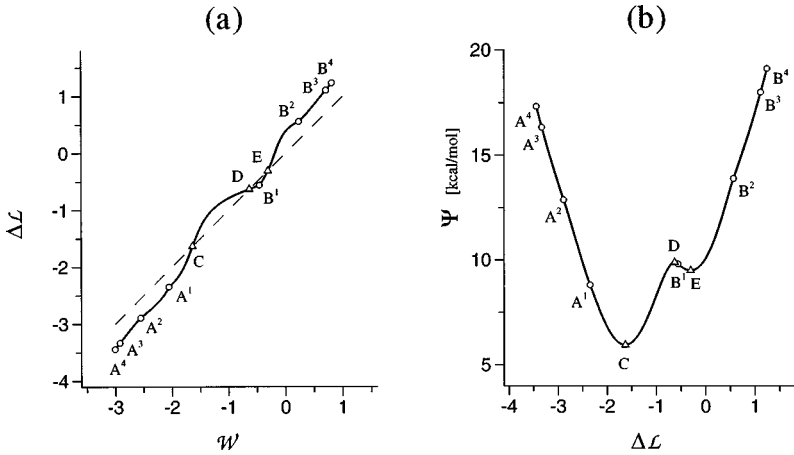 (a)
1
0
-1
-2
-3
-4
Δℒ
-3
-2
-1
0
1
𝒲
A⁴
A³
A²
A¹
C
D
E
B¹
B²
B³
B⁴
(b)
20
15
10
5
Ψ [kcal/mol]
-4
-3
-2
-1
0
1
Δℒ
A⁴
A³
A²
A¹
C
D
B¹
E
B²
B³
B⁴